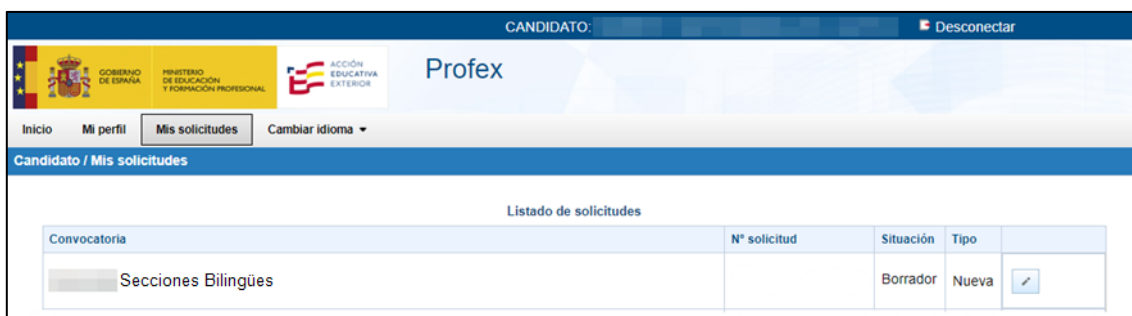 CANDIDATO: Desconectar
GOBIERNO DE ESPAÑA
MINISTERIO DE EDUCACIÓN Y FORMACIÓN PROFESIONAL
ACCIÓN EDUCATIVA EXTERIOR
Profex
Inicio Mi perfil Mis solicitudes Cambiar idioma
Candidato / Mis solicitudes
Listado de solicitudes
Convocatoria Nº solicitud Situación Tipo
Secciones Bilingües Borrador Nueva